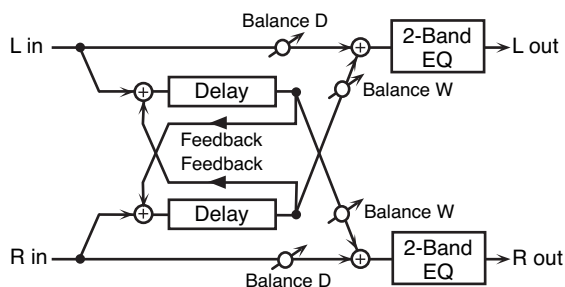 Balance D
L in
2-Band
EQ
L out
Delay
Balance W
Feedback
Feedback
Delay
Balance W
R in
2-Band
EQ
R out
Balance D